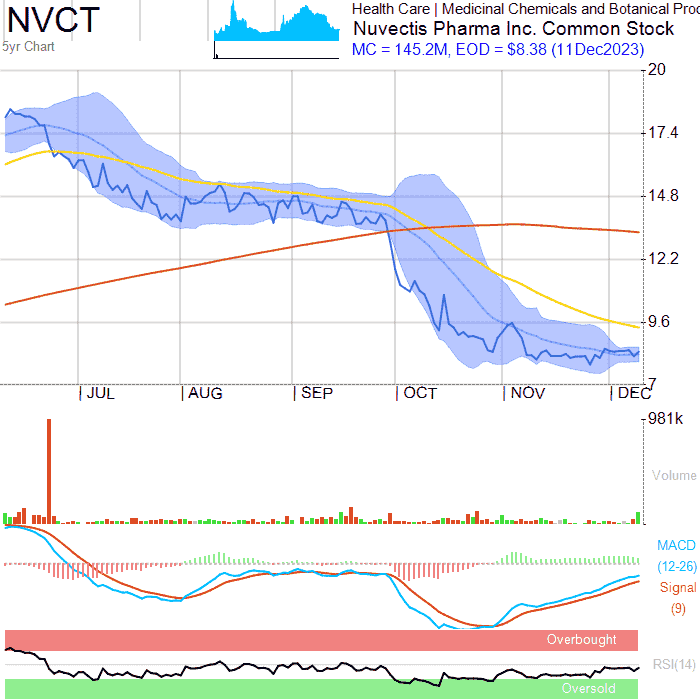 NVCT
5yr Chart
Health Care | Medicinal Chemicals and Botanical Proc
Nuvectis Pharma Inc. Common Stock
MC = 145.2M, EOD = $8.38 (11Dec2023)
20
17.4
14.8
12.2
9.6
7
JUL AUG SEP OCT NOV DEC
981k
Volume
MACD
(12-26)
Signal
(9)
Overbought
RSI(14)
Oversold